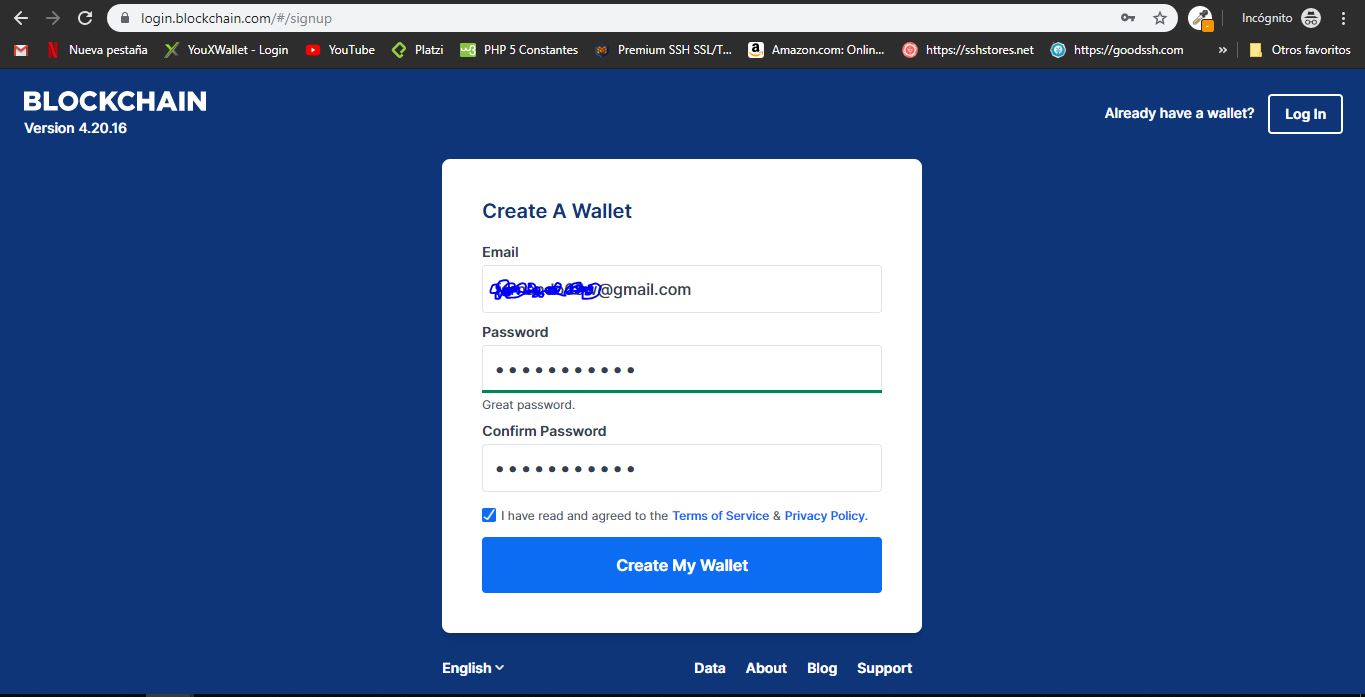 login.blockchain.com/#/signup
Incógnito
Nueva pestaña YouXWallet - Login YouTube Platzi PHP 5 Constantes Premium SSH SSL/T... Amazon.com: Onlin... https://sshstores.net https://goodssh.com » Otros favoritos
BLOCKCHAIN
Version 4.20.16
Already have a wallet? Log In
Create A Wallet
Email
@gmail.com
Password
Great password.
Confirm Password
I have read and agreed to the Terms of Service & Privacy Policy.
Create My Wallet
English Data About Blog Support